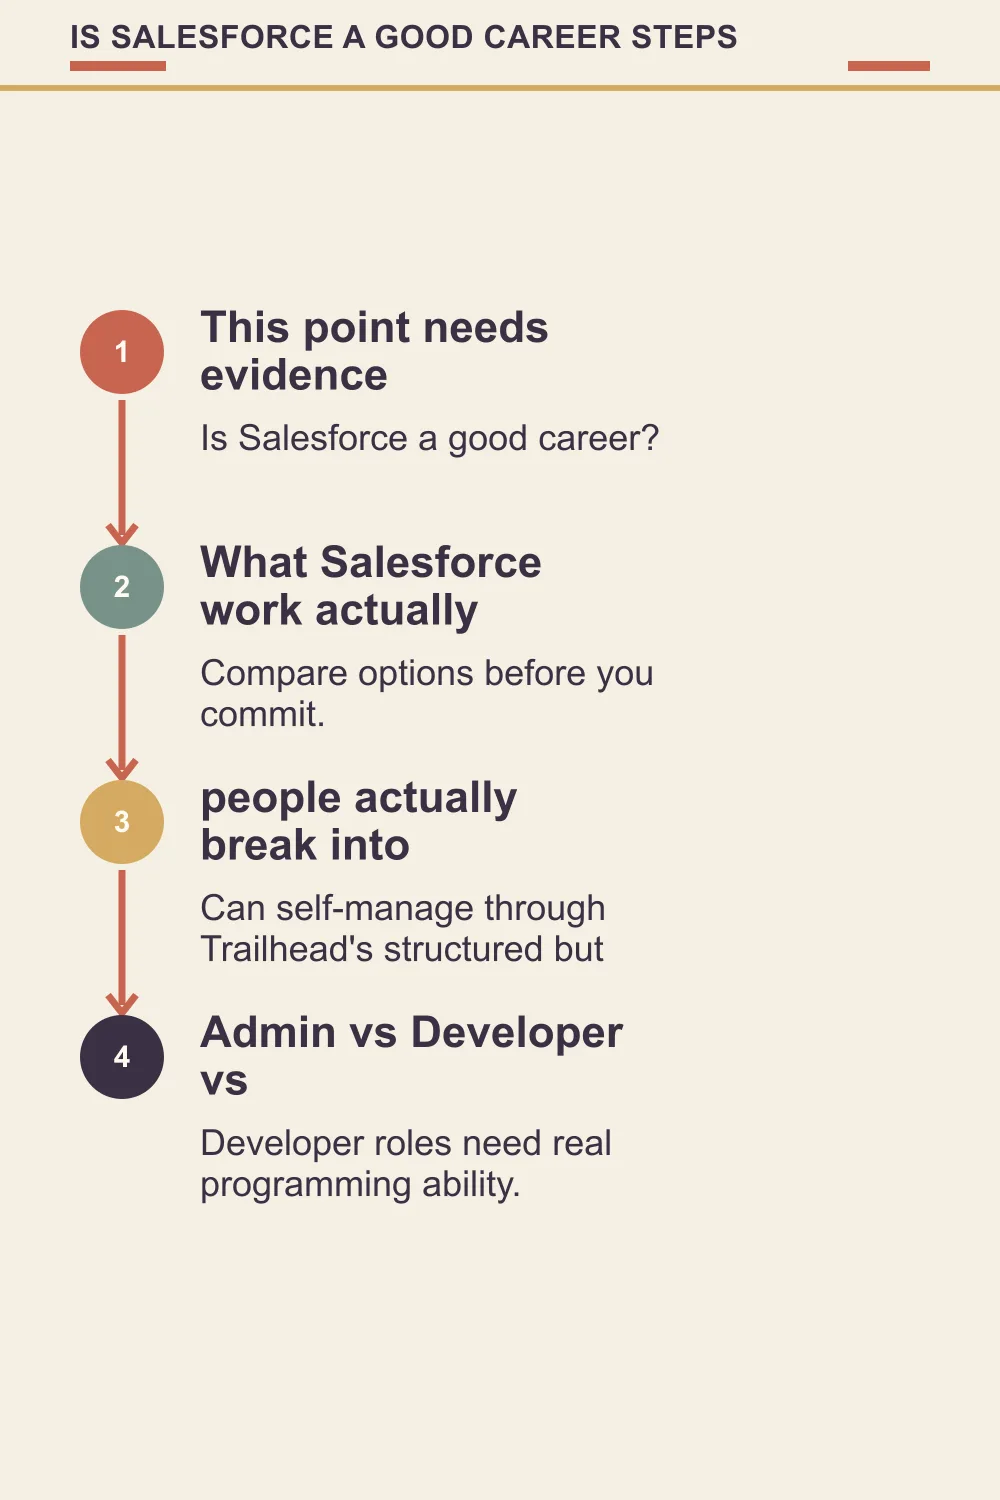 IS SALESFORCE A GOOD CAREER STEPS
1
This point needs
evidence
Is Salesforce a good career?
2
What Salesforce
work actually
Compare options before you
commit.
3
people actually
break into
Can self-manage through
Trailhead's structured but
4
Admin vs Developer
vs
Developer roles need real
programming ability.